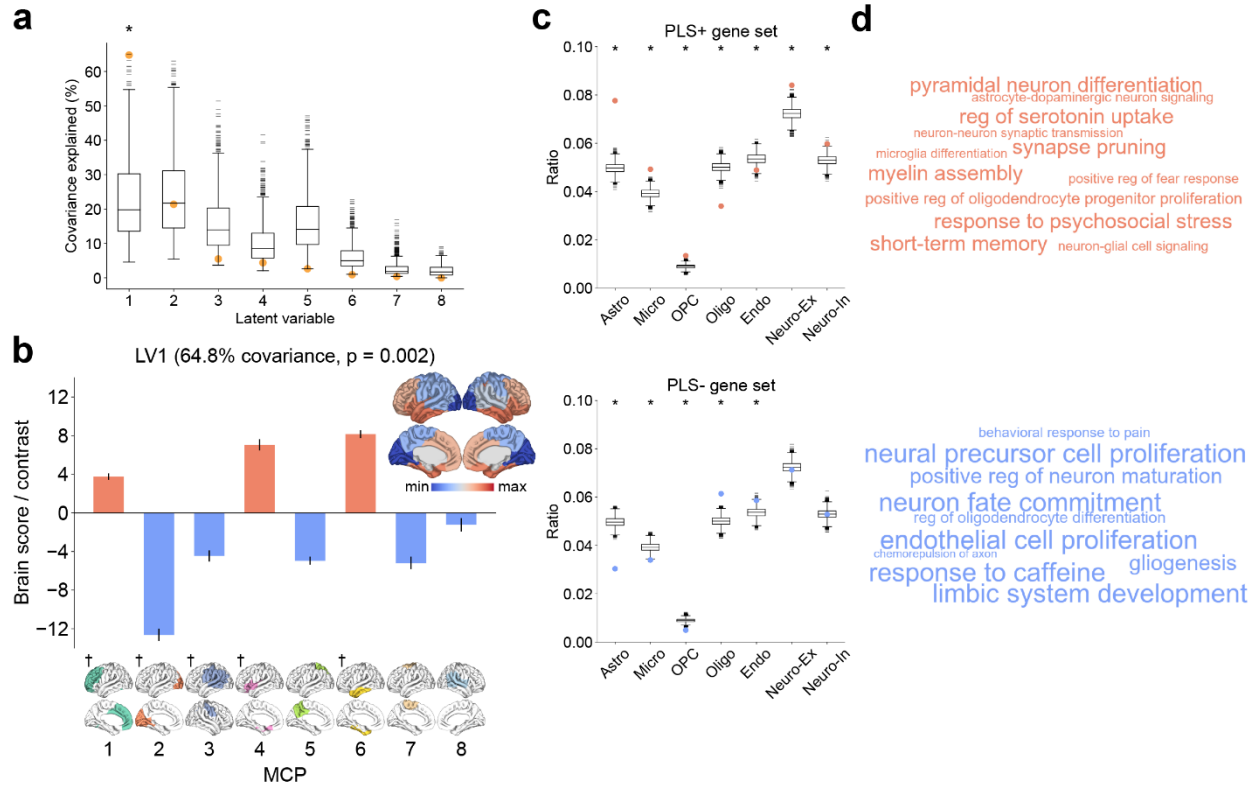 a
*
Covariance explained (%)
60
50
40
30
20
10
0
1 2 3 4 5 6 7 8
Latent variable
b
LV1 (64.8% covariance, p = 0.002)
Brain score / contrast
12
8
4
0
−4
−8
−12
min max
† † † † †
1 2 3 4 5 6 7 8
MCP
c
PLS+ gene set
* * * * * * *
Ratio
0.10
0.08
0.06
0.04
0.02
0.00
Astro Micro OPC Oligo Endo Neuro-Ex Neuro-In
PLS- gene set
* * * * *
Ratio
0.10
0.08
0.06
0.04
0.02
0.00
Astro Micro OPC Oligo Endo Neuro-Ex Neuro-In
d
pyramidal neuron differentiation
astrocyte-dopaminergic neuron signaling
reg of serotonin uptake
neuron-neuron synaptic transmission
microglia differentiation synapse pruning
myelin assembly positive reg of fear response
positive reg of oligodendrocyte progenitor proliferation
response to psychosocial stress
short-term memory neuron-glial cell signaling
behavioral response to pain
neural precursor cell proliferation
positive reg of neuron maturation
neuron fate commitment
reg of oligodendrocyte differentiation
endothelial cell proliferation
chemorepulsion of axon
gliogenesis
response to caffeine
limbic system development